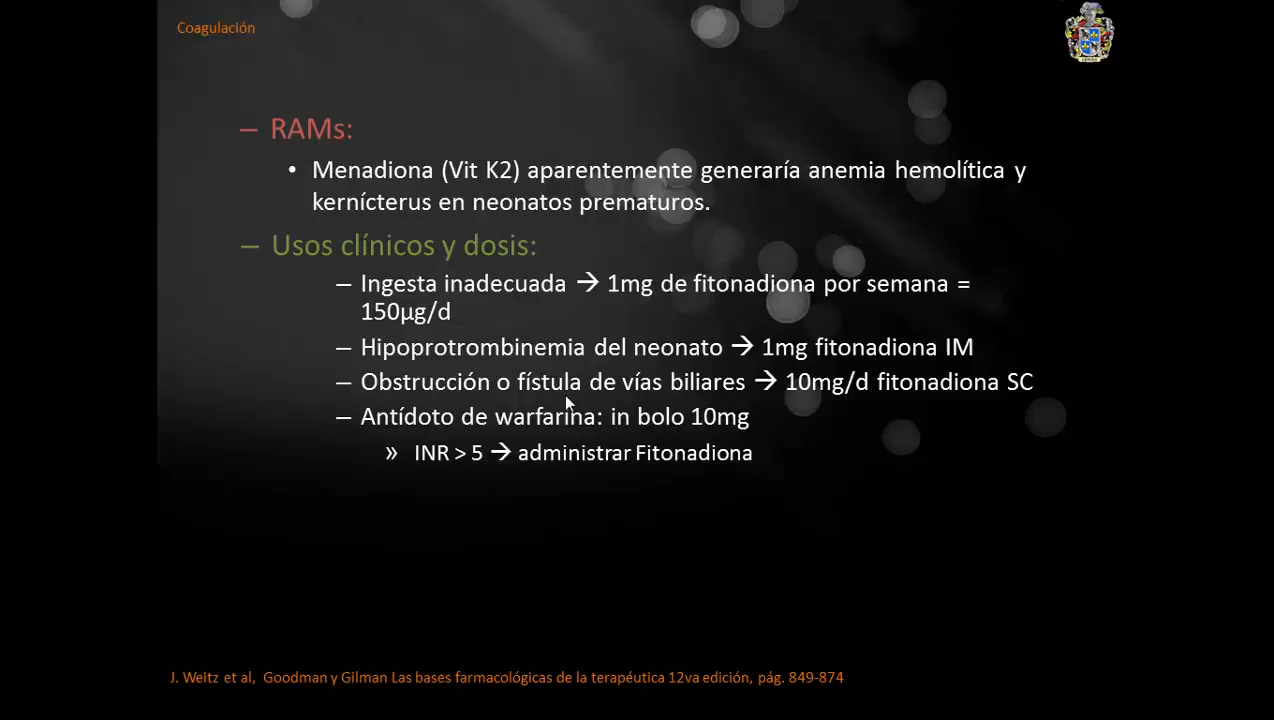 Coagulación
– RAMs:
• Menadiona (Vit K2) aparentemente generaría anemia hemolítica y
kernícterus en neonatos prematuros.
– Usos clínicos y dosis:
– Ingesta inadecuada → 1mg de fitonadiona por semana =
150µg/d
– Hipoprotrombinemia del neonato → 1mg fitonadiona IM
– Obstrucción o fístula de vías biliares → 10mg/d fitonadiona SC
– Antídoto de warfarina: in bolo 10mg
» INR > 5 → administrar Fitonadiona
J. Weitz et al, Goodman y Gilman Las bases farmacológicas de la terapéutica 12va edición, pág. 849-874